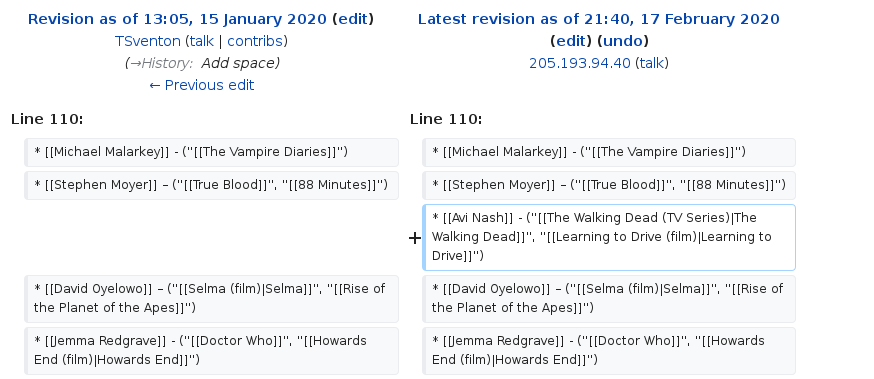 Revision as of 13:05, 15 January 2020 (edit)
TSventon (talk | contribs)
(→History: Add space)
← Previous edit
Latest revision as of 21:40, 17 February 2020
(edit) (undo)
205.193.94.40 (talk)
Line 110:
Line 110:
* [[Michael Malarkey]] - (''[[The Vampire Diaries]]'')
* [[Michael Malarkey]] - (''[[The Vampire Diaries]]'')
* [[Stephen Moyer]] – (''[[True Blood]]'', ''[[88 Minutes]]'')
* [[Stephen Moyer]] – (''[[True Blood]]'', ''[[88 Minutes]]'')
+
* [[Avi Nash]] - (''[[The Walking Dead (TV Series)|The
Walking Dead]]'', ''[[Learning to Drive (film)|Learning to
Drive]]'')
* [[David Oyelowo]] – (''[[Selma (film)|Selma]]'', ''[[Rise of
the Planet of the Apes]]'')
* [[David Oyelowo]] – (''[[Selma (film)|Selma]]'', ''[[Rise of
the Planet of the Apes]]'')
* [[Jemma Redgrave]] - (''[[Doctor Who]]'', ''[[Howards
End (film)|Howards End]]'')
* [[Jemma Redgrave]] - (''[[Doctor Who]]'', ''[[Howards
End (film)|Howards End]]'')